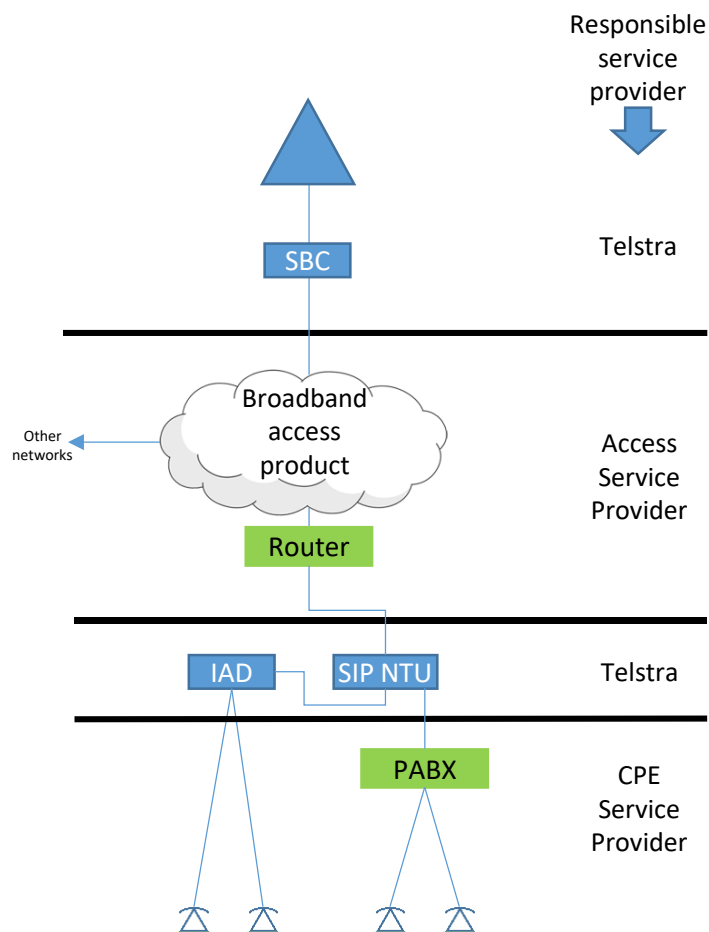 Responsible
service
provider
Telstra
SBC
Broadband
access
product
Other
networks
Access
Service
Provider
Router
IAD
SIP NTU
Telstra
PABX
CPE
Service
Provider